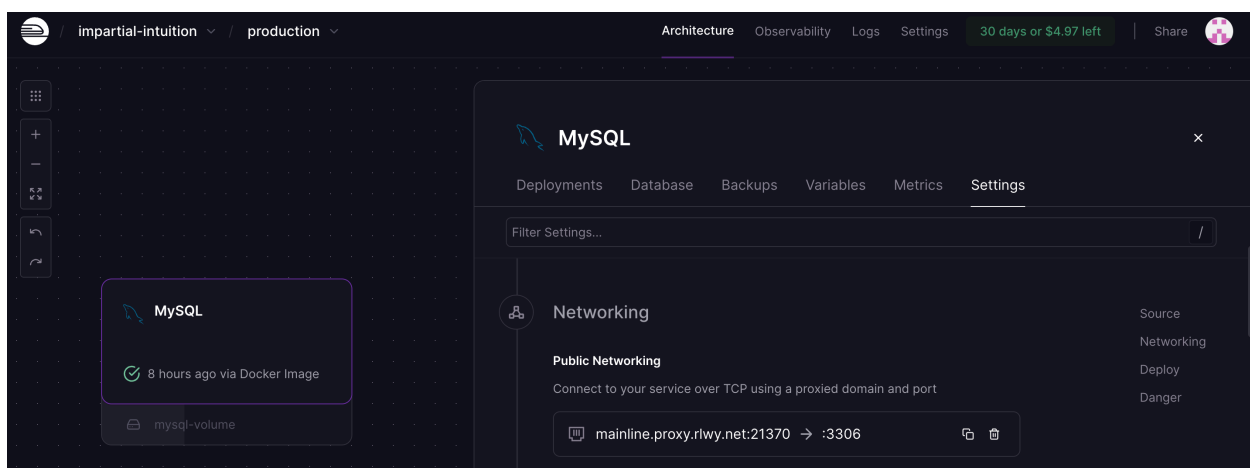 / impartial-intuition / production
Architecture Observability Logs Settings 30 days or $4.97 left Share
MySQL
Deployments Database Backups Variables Metrics Settings
Filter Settings... /
MySQL
8 hours ago via Docker Image
mysql-volume
Networking
Public Networking
Connect to your service over TCP using a proxied domain and port
mainline.proxy.rlwy.net:21370 → :3306
Source
Networking
Deploy
Danger